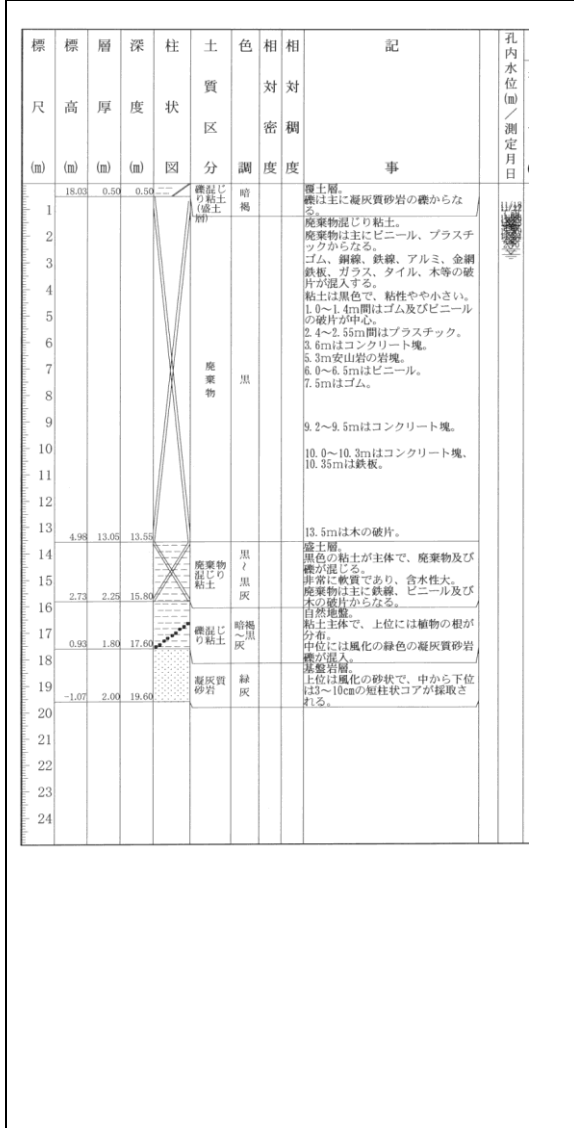 標尺(m)
標高(m)
層厚(m)
深度(m)
柱状図
土質区分
色調
相対密度
相対稠度
記事
孔内水位(m)/測定月日
18.03 0.50 0.50
礫混じ
り粘土
(盛土
層)
暗
褐
覆土層。
礫は主に凝灰質砂岩の礫からな
る。
廃棄物混じり粘土。
廃棄物は主にビニール、プラスチ
ックからなる。
ゴム、銅線、鉄線、アルミ、金網
鉄板、ガラス、タイル、木等の破
片が混入する。
粘土は黒色で、粘性やや小さい。
1.0～1.4m間はゴム及びビニール
の破片が中心。
2.4～2.55m間はプラスチック。
3.6mはコンクリート塊。
5.3m安山岩の岩塊。
6.0～6.5mはビニール。
7.5mはゴム。
廃棄物
黒
9.2～9.5mはコンクリート塊。
10.0～10.3mはコンクリート塊、
10.35mは鉄板。
13.5mは木の破片。
4.98 13.05 13.55
廃棄物
混じり
粘土
黒
～
黒
灰
盛土層。
黒色の粘土が主体で、廃棄物及び
礫が混じる。
非常に軟質であり、含水性大。
廃棄物は主に鉄線、ビニール及び
木の破片からなる。
2.73 2.25 15.80
礫混じ
り粘土
暗褐
～黒
灰
自然地盤。
粘土主体で、上位には植物の根が
分布。
中位には風化の緑色の凝灰質砂岩
礫が混入。
0.93 1.80 17.60
凝灰質
砂岩
緑
灰
基盤岩層。
上位は風化の砂状で、中から下位
は3～10cmの短柱状コアが採取さ
れる。
-1.07 2.00 19.60
1
2
3
4
5
6
7
8
9
10
11
12
13
14
15
16
17
18
19
20
21
22
23
24